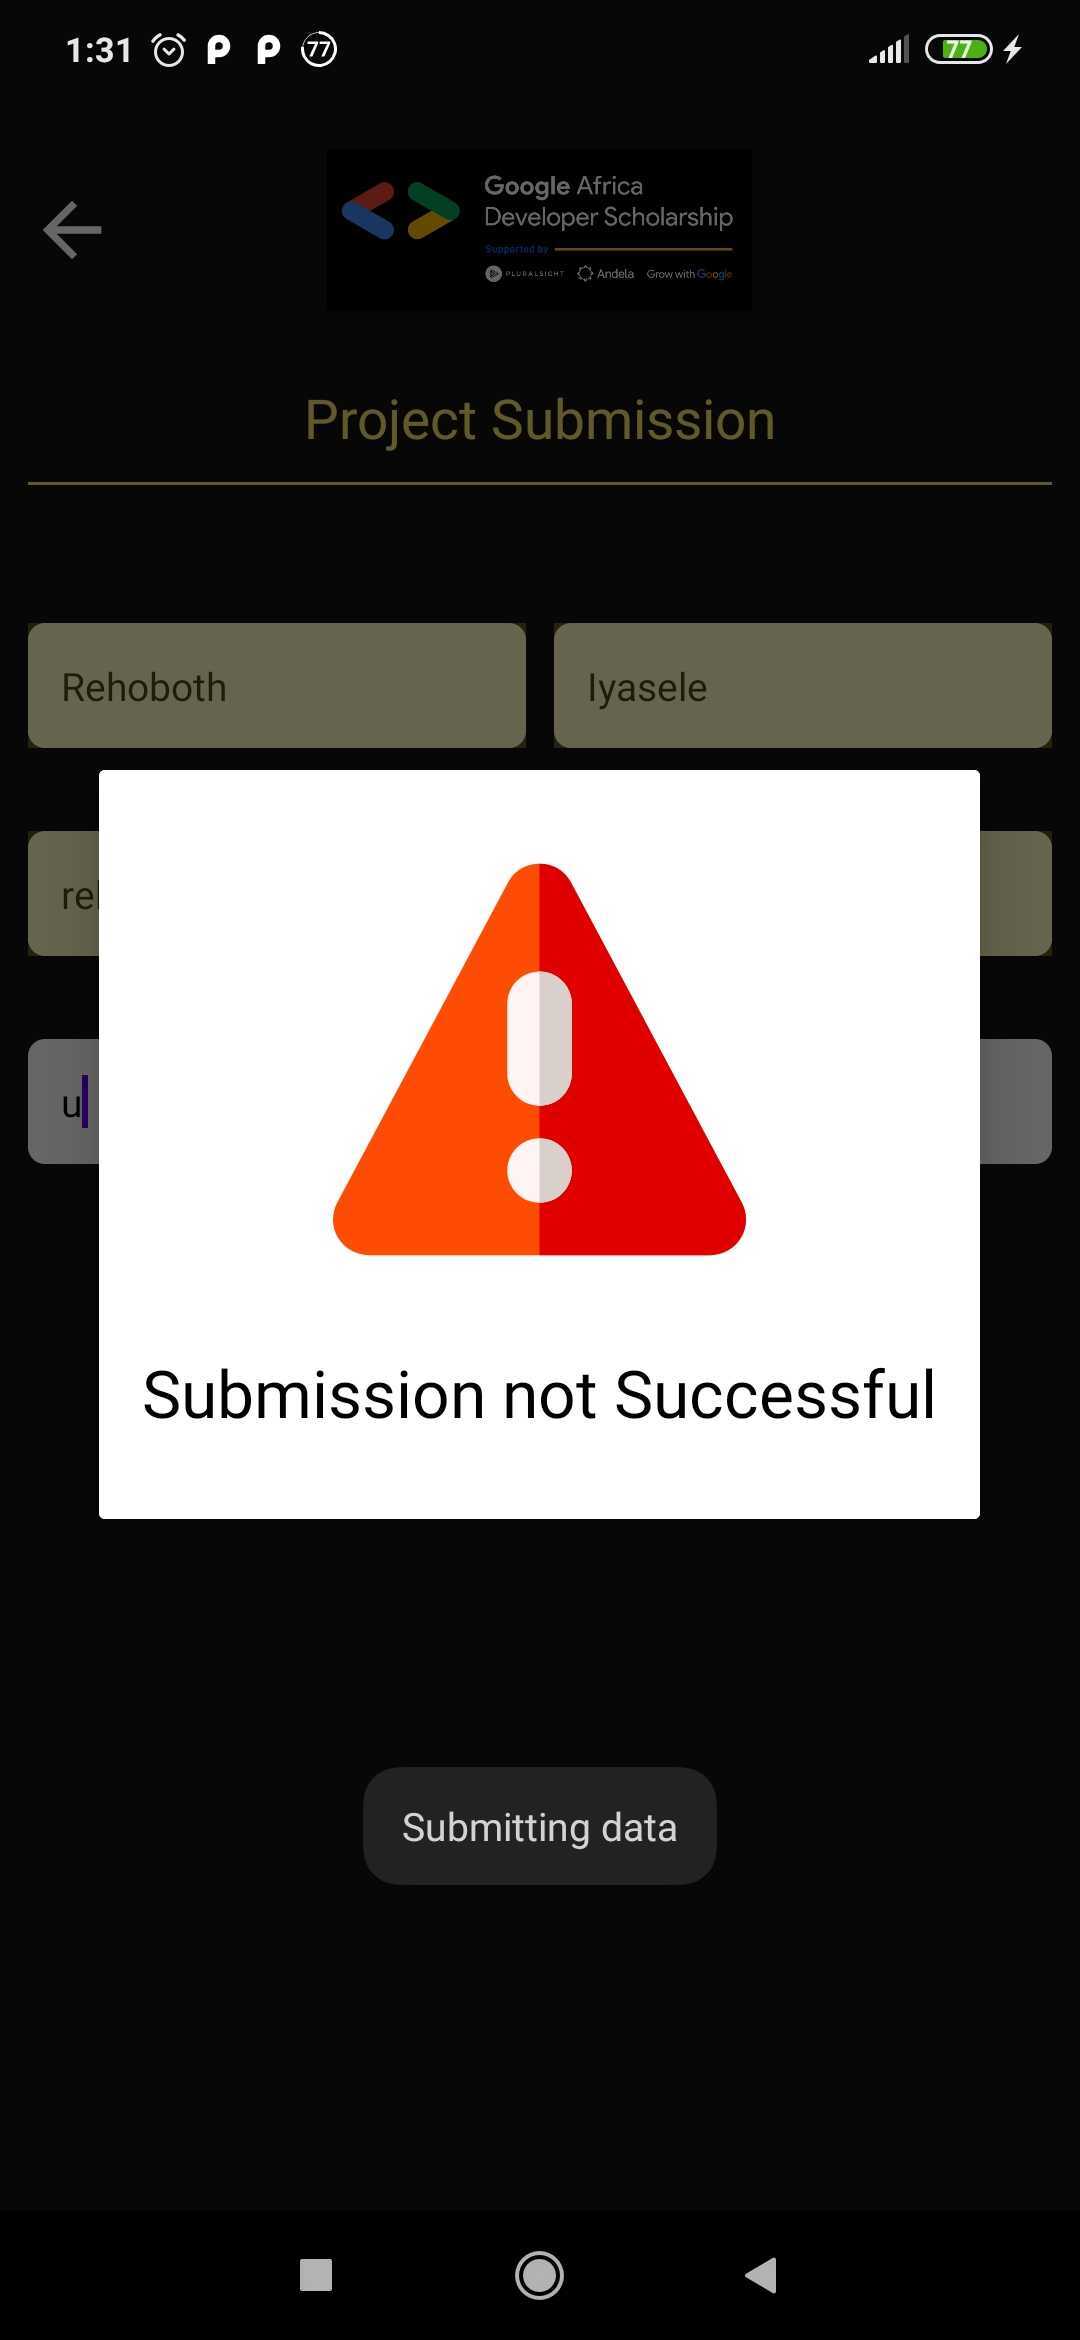 1:31 77 77
Google Africa
Developer Scholarship
Supported by
PLURALSIGHT Andela Grow with Google
Project Submission
Rehoboth Iyasele
u
Submission not Successful
Submitting data